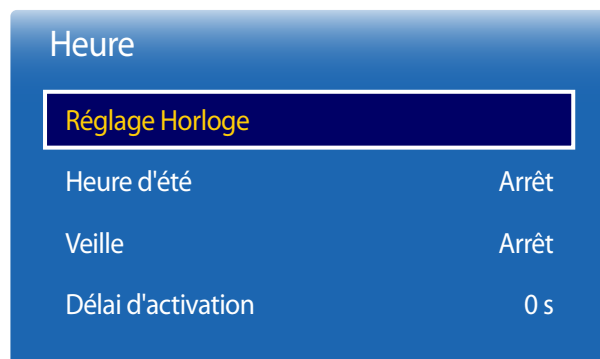 Heure
Réglage Horloge
Heure d'été Arrêt
Veille Arrêt
Délai d'activation 0 s